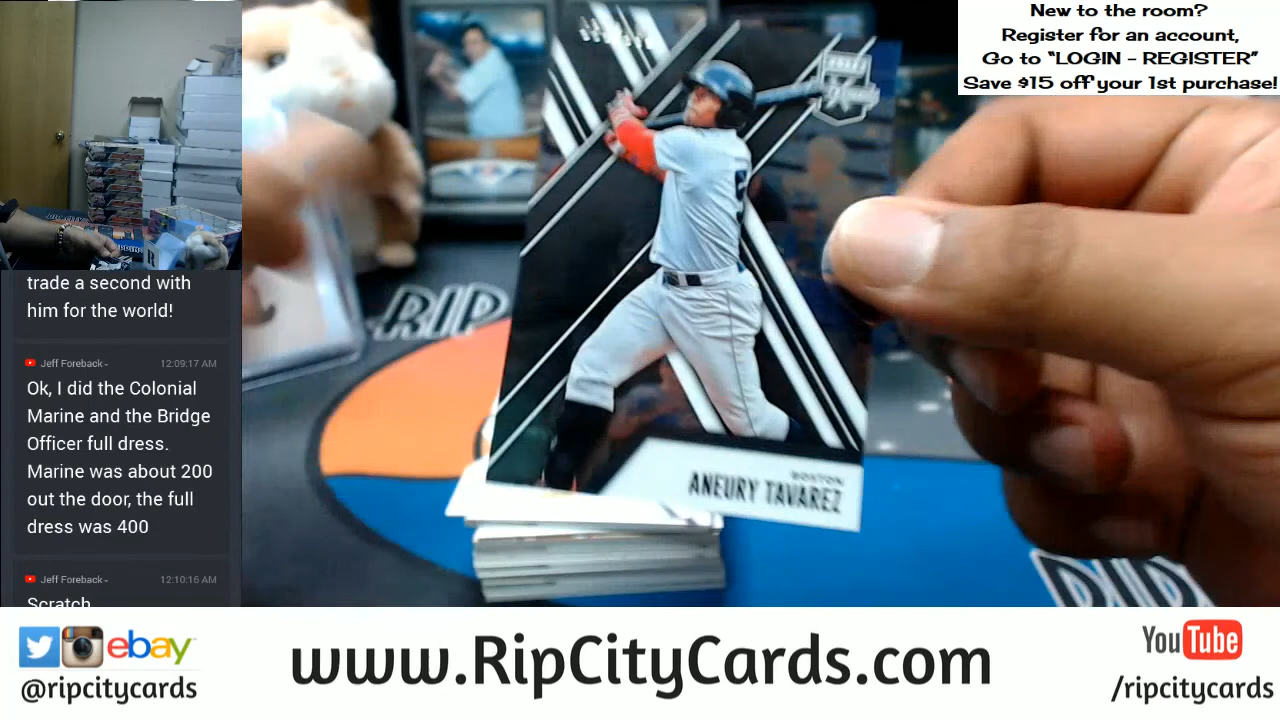 New to the room?
Register for an account,
Go to “LOGIN - REGISTER”
Save $15 off your 1st purchase!
trade a second with
him for the world!
Jeff Foreback
12:09:17 AM
Ok, I did the Colonial
Marine and the Bridge
Officer full dress.
Marine was about 200
out the door, the full
dress was 400
Jeff Foreback
12:10:16 AM
Scratch
RIP
BOSTON
ANEURY TAVAREZ
RIP
ebay
@ripcitycards
www.RipCityCards.com
YouTube
/ripcitycards